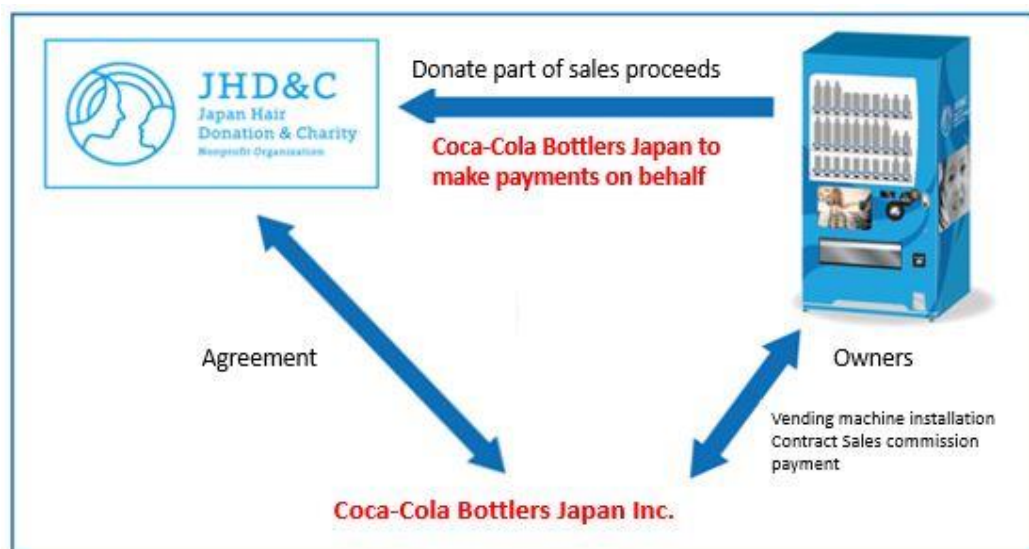 JHD&C
Japan Hair
Donation & Charity
Nonprofit Organization
Donate part of sales proceeds
Coca-Cola Bottlers Japan to
make payments on behalf
Agreement
Owners
Vending machine installation
Contract Sales commission
payment
Coca-Cola Bottlers Japan Inc.